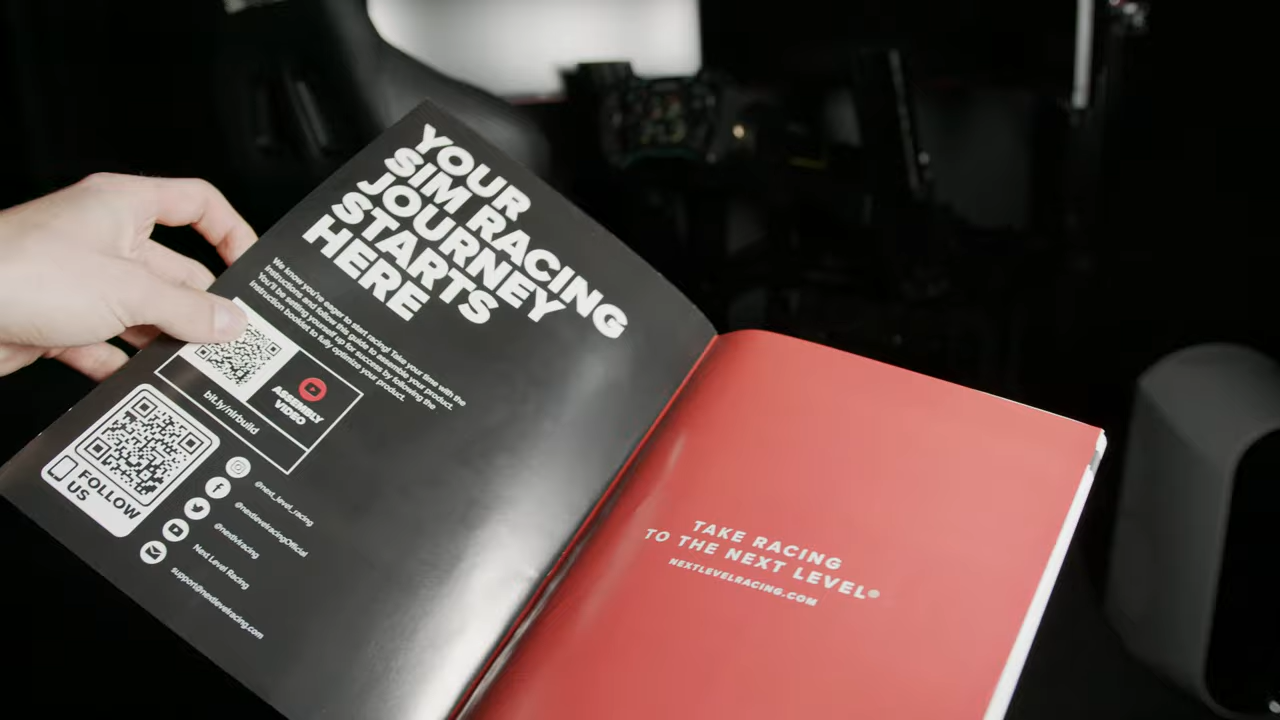 YOUR
SIM RACING
JOURNEY
STARTS
HERE
We know you're eager to start racing! Take your time with the
instructions and follow this guide to assemble your product.
You'll be setting yourself up for success by following the
instruction booklet to fully optimize your product.
ASSEMBLY
VIDEO
bit.ly/nlrbuild
FOLLOW
US
@next_level_racing
@nextlevelracingOfficial
@nextlvlracing
Next Level Racing
support@nextlevelracing.com
TAKE RACING
TO THE NEXT LEVEL®
NEXTLEVELRACING.COM